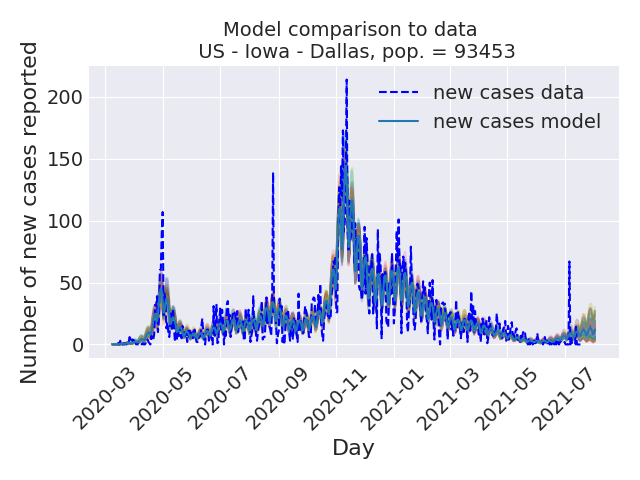 Model comparison to data
US - Iowa - Dallas, pop. = 93453
Number of new cases reported
200
150
100
50
0
new cases data
new cases model
2020-03
2020-05
2020-07
2020-09
2020-11
2021-01
2021-03
2021-05
2021-07
Day